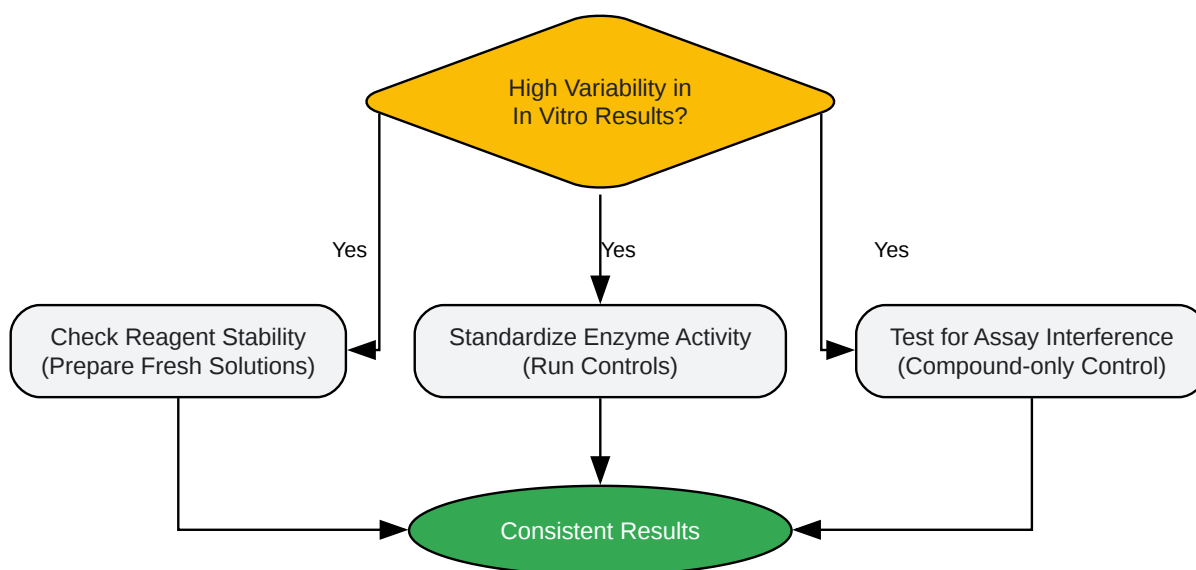 High Variability in
In Vitro Results?
Yes
Yes
Yes
Check Reagent Stability
(Prepare Fresh Solutions)
Standardize Enzyme Activity
(Run Controls)
Test for Assay Interference
(Compound-only Control)
Consistent Results